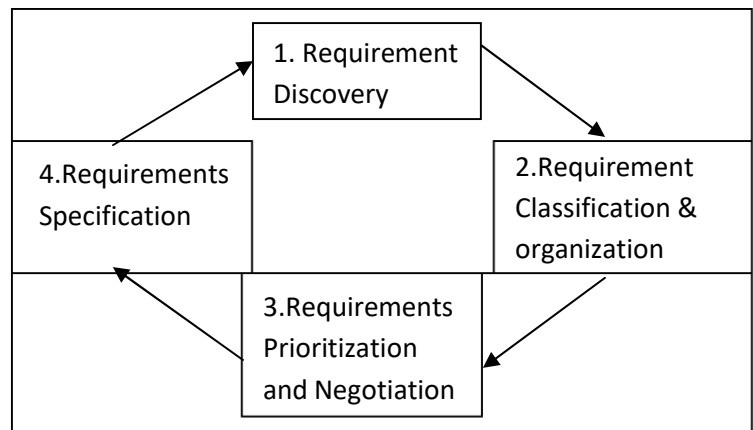 1. Requirement
Discovery
2.Requirement
Classification &
organization
3.Requirements
Prioritization
and Negotiation
4.Requirements
Specification